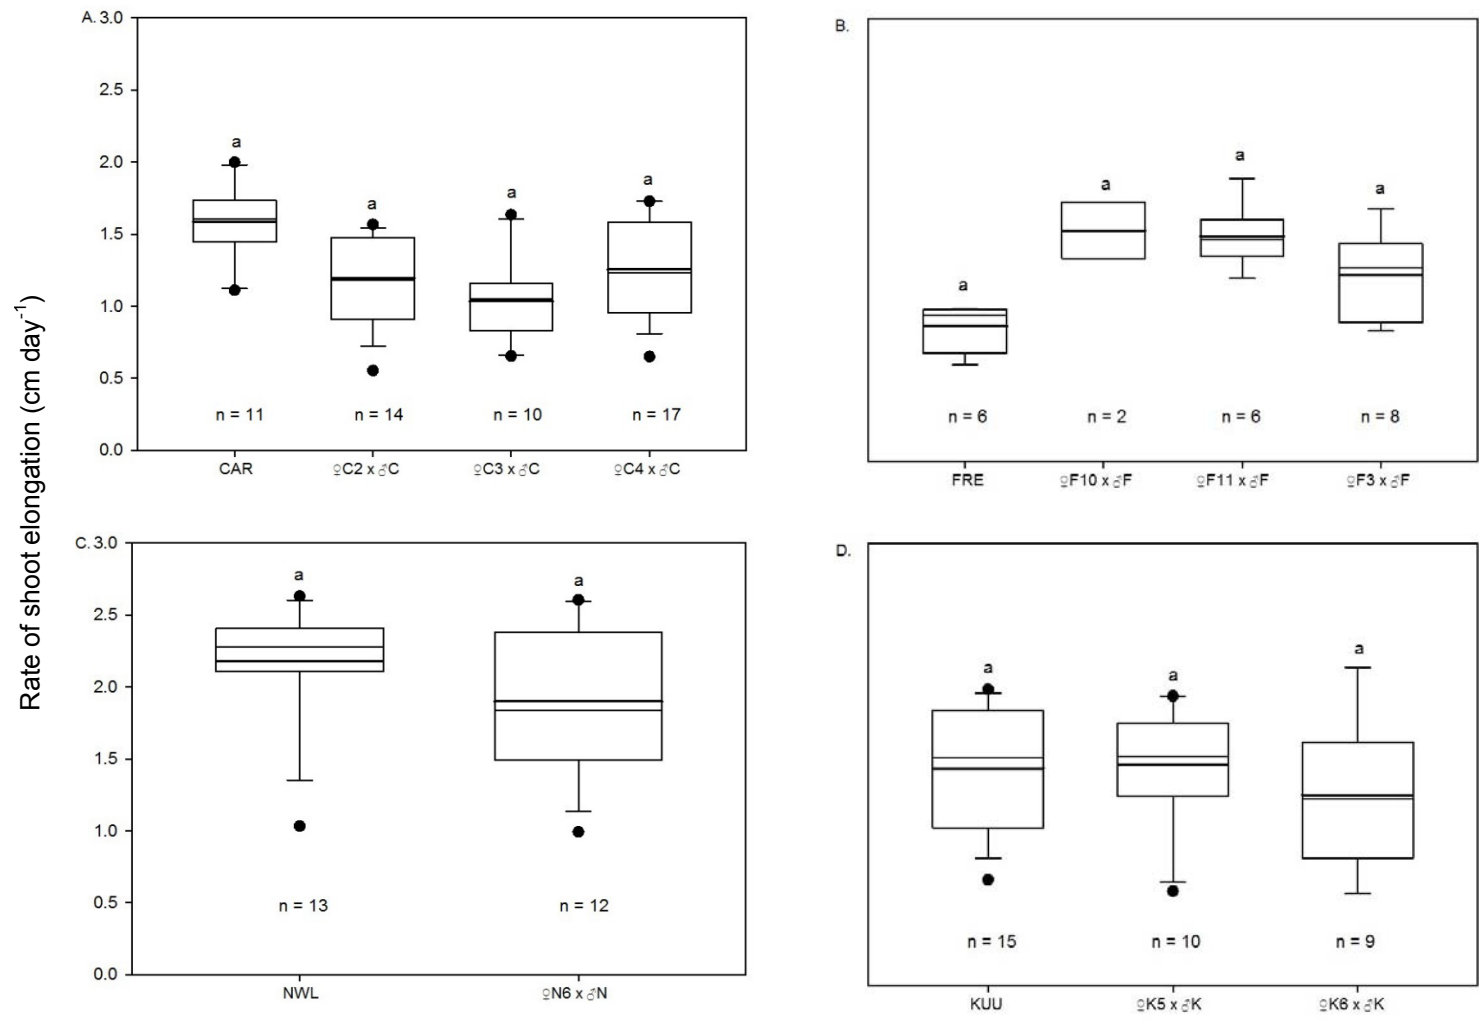 Rate of shoot elongation (cm day-1)
A. 3.0
2.5
2.0
1.5
1.0
0.5
0.0
a
a
a
a
n = 11
n = 14
n = 10
n = 17
CAR
♀C2 x ♂C
♀C3 x ♂C
♀C4 x ♂C
B.
a
a
a
a
n = 6
n = 2
n = 6
n = 8
FRE
♀F10 x ♂F
♀F11 x ♂F
♀F3 x ♂F
C. 3.0
2.5
2.0
1.5
1.0
0.5
0.0
a
a
n = 13
n = 12
NWL
♀N6 x ♂N
D.
a
a
a
n = 15
n = 10
n = 9
KUU
♀K5 x ♂K
♀K6 x ♂K